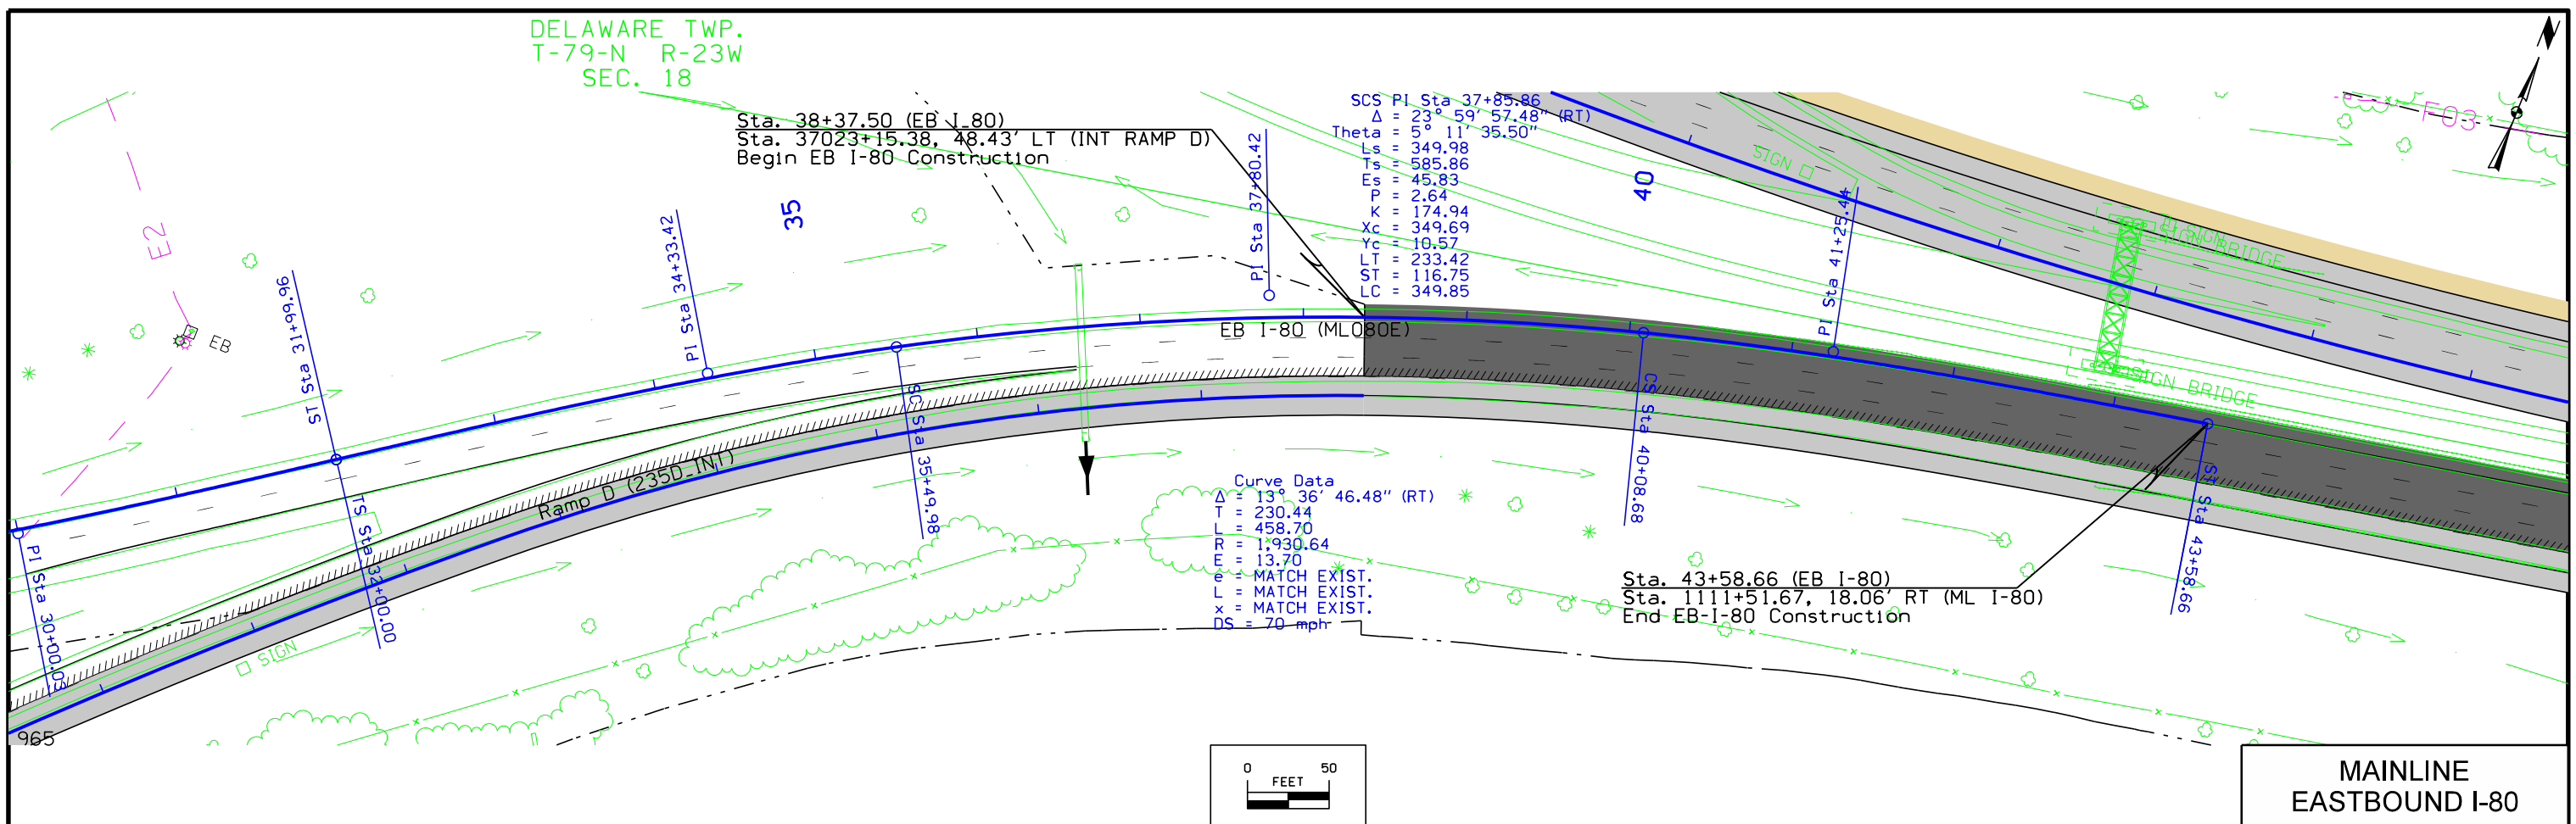 DELAWARE TWP.
T-79-N R-23W
SEC. 18
Sta. 38+37.50 (EB I-80)
Sta. 37023+15.38, 48.43' LT (INT RAMP D)
Begin EB I-80 Construction
SCS PI Sta 37+85.86
Δ = 23° 59' 57.48" (RT)
Theta = 5° 11' 35.50"
Ls = 349.98
Ts = 585.86
Es = 45.83
P = 2.64
K = 174.94
Xc = 349.69
Yc = 10.57
LT = 233.42
ST = 116.75
LC = 349.85
E2
EB
ST Sta 31+99.96
PI Sta 34+33.42
35
PI Sta 37+80.42
40
PI Sta 41+25.44
SIGN
F03
SIGN
SIGN BRIDGE
SIGN BRIDGE
EB I-80 (ML080E)
Ramp D (235D_INT)
PI Sta 30+00.03
TS Sta 32+00.00
SC Sta 35+49.98
CS Sta 40+08.68
ST Sta 43+58.66
Curve Data
Δ = 13° 36' 46.48" (RT)
T = 230.44
L = 458.70
R = 1,930.64
E = 13.70
e = MATCH EXIST.
L = MATCH EXIST.
x = MATCH EXIST.
DS = 70 mph
Sta. 43+58.66 (EB I-80)
Sta. 1111+51.67, 18.06' RT (ML I-80)
End EB-I-80 Construction
SIGN
965
0 50
FEET
MAINLINE
EASTBOUND I-80